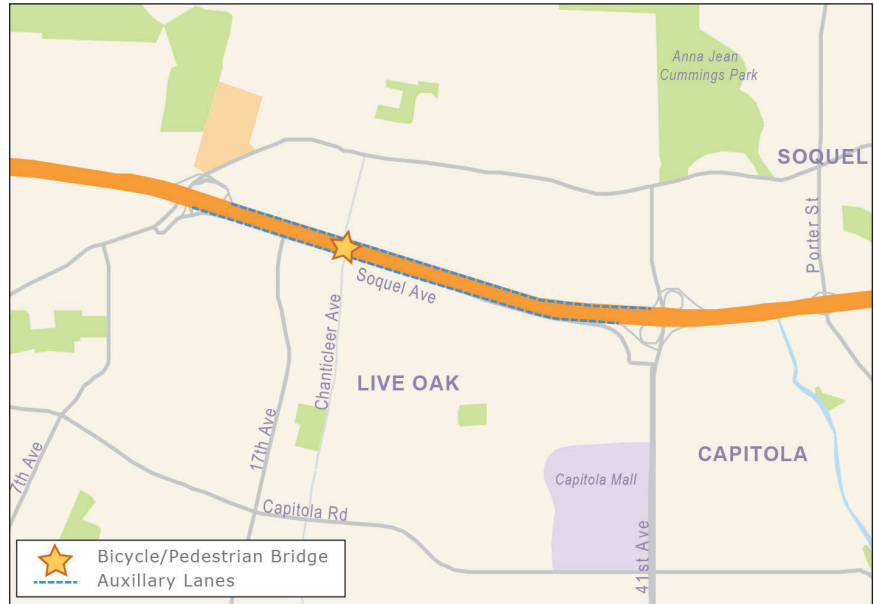 Anna Jean
Cummings Park
SOQUEL
Porter St
Soquel Ave
Chanticleer Ave
LIVE OAK
17th Ave
7th Ave
CAPITOLA
Capitola Mall
Capitola Rd
41st Ave
Bicycle/Pedestrian Bridge
Auxillary Lanes